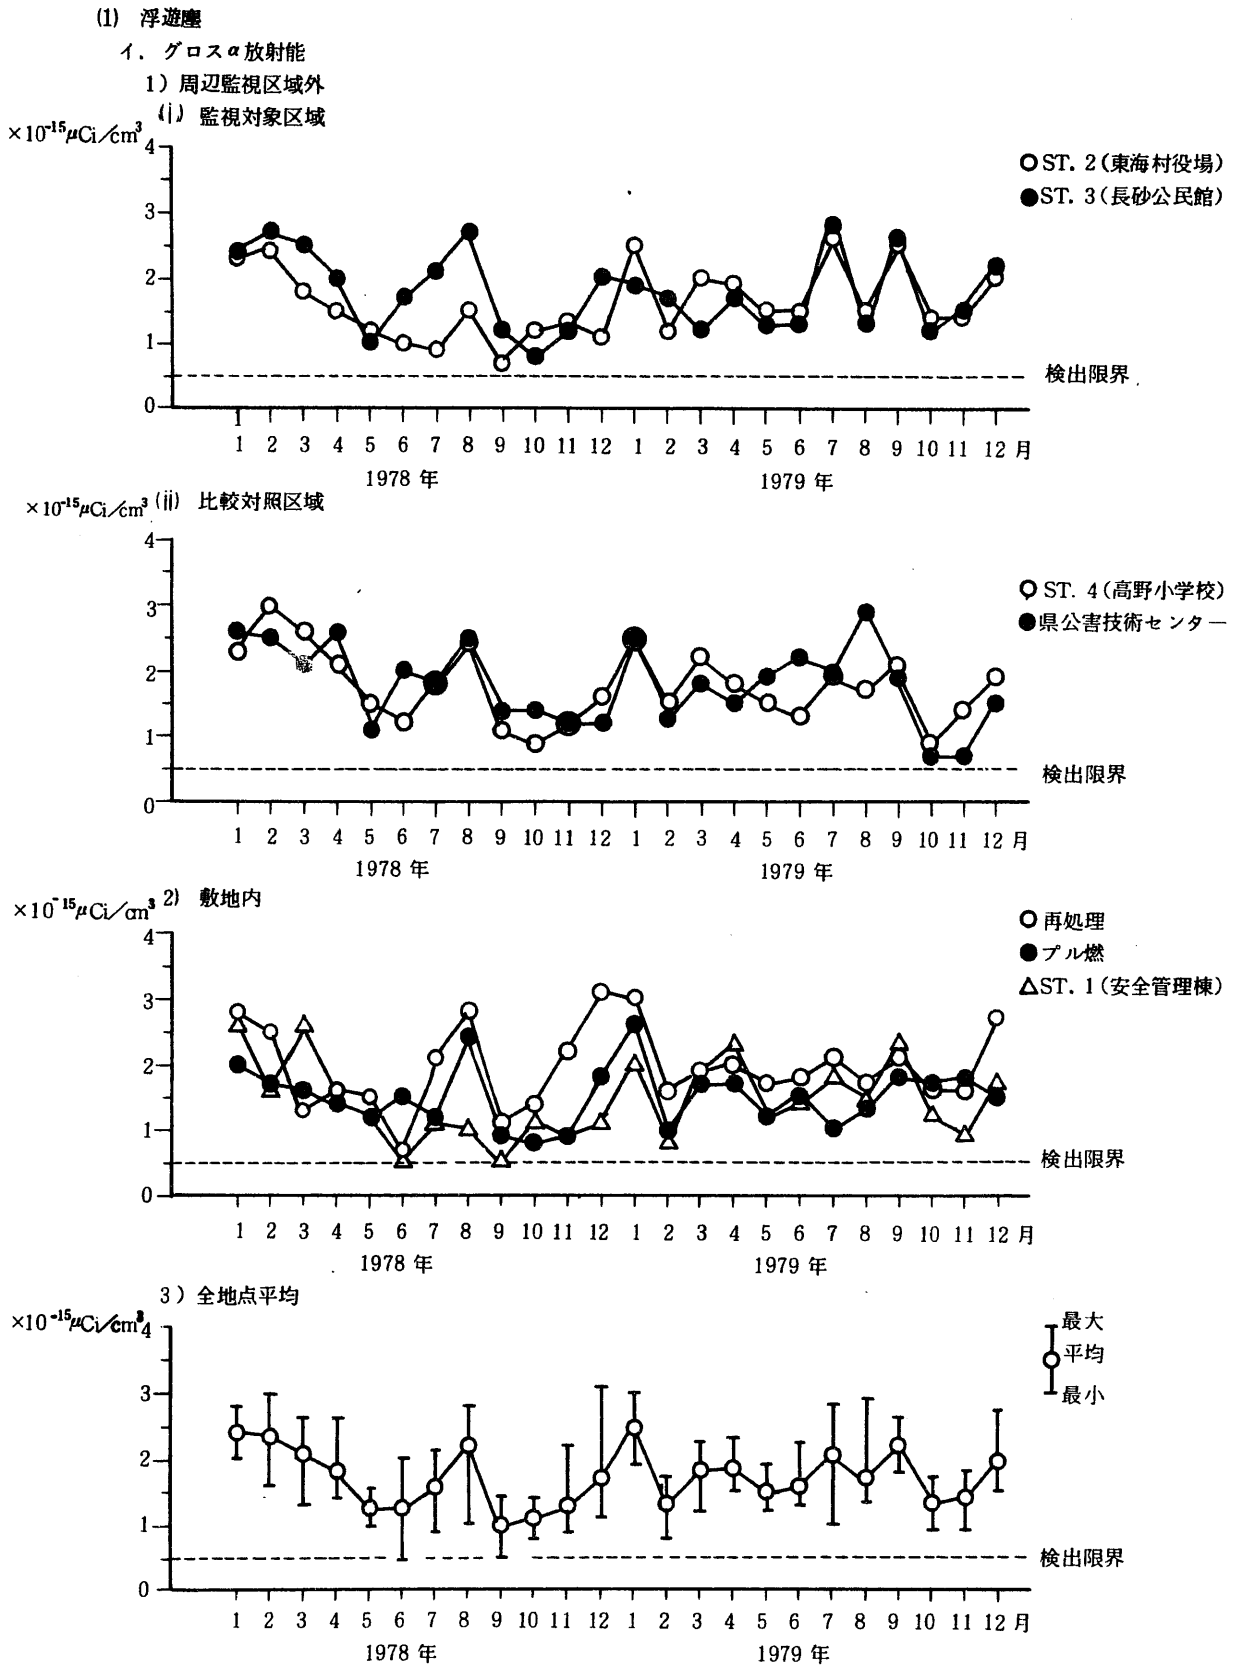 (1) 浮遊塵
イ. グロスα放射能
1) 周辺監視区域外
(i) 監視対象区域
×10⁻¹⁵μCi/cm³
4
3
2
1
0
○ST. 2(東海村役場)
●ST. 3(長砂公民館)
検出限界
1 2 3 4 5 6 7 8 9 10 11 12 1 2 3 4 5 6 7 8 9 10 11 12 月
1978 年 1979 年
×10⁻¹⁵μCi/cm³ (ii) 比較対照区域
4
3
2
1
0
○ST. 4(高野小学校)
●県公害技術センター
検出限界
1 2 3 4 5 6 7 8 9 10 11 12 1 2 3 4 5 6 7 8 9 10 11 12 月
1978 年 1979 年
×10⁻¹⁵μCi/cm³ 2) 敷地内
4
3
2
1
0
○再処理
●プル燃
△ST. 1(安全管理棟)
検出限界
1 2 3 4 5 6 7 8 9 10 11 12 1 2 3 4 5 6 7 8 9 10 11 12 月
1978 年 1979 年
3) 全地点平均
×10⁻¹⁵μCi/cm³
4
3
2
1
0
最大
平均
最小
検出限界
1 2 3 4 5 6 7 8 9 10 11 12 1 2 3 4 5 6 7 8 9 10 11 12 月
1978 年 1979 年